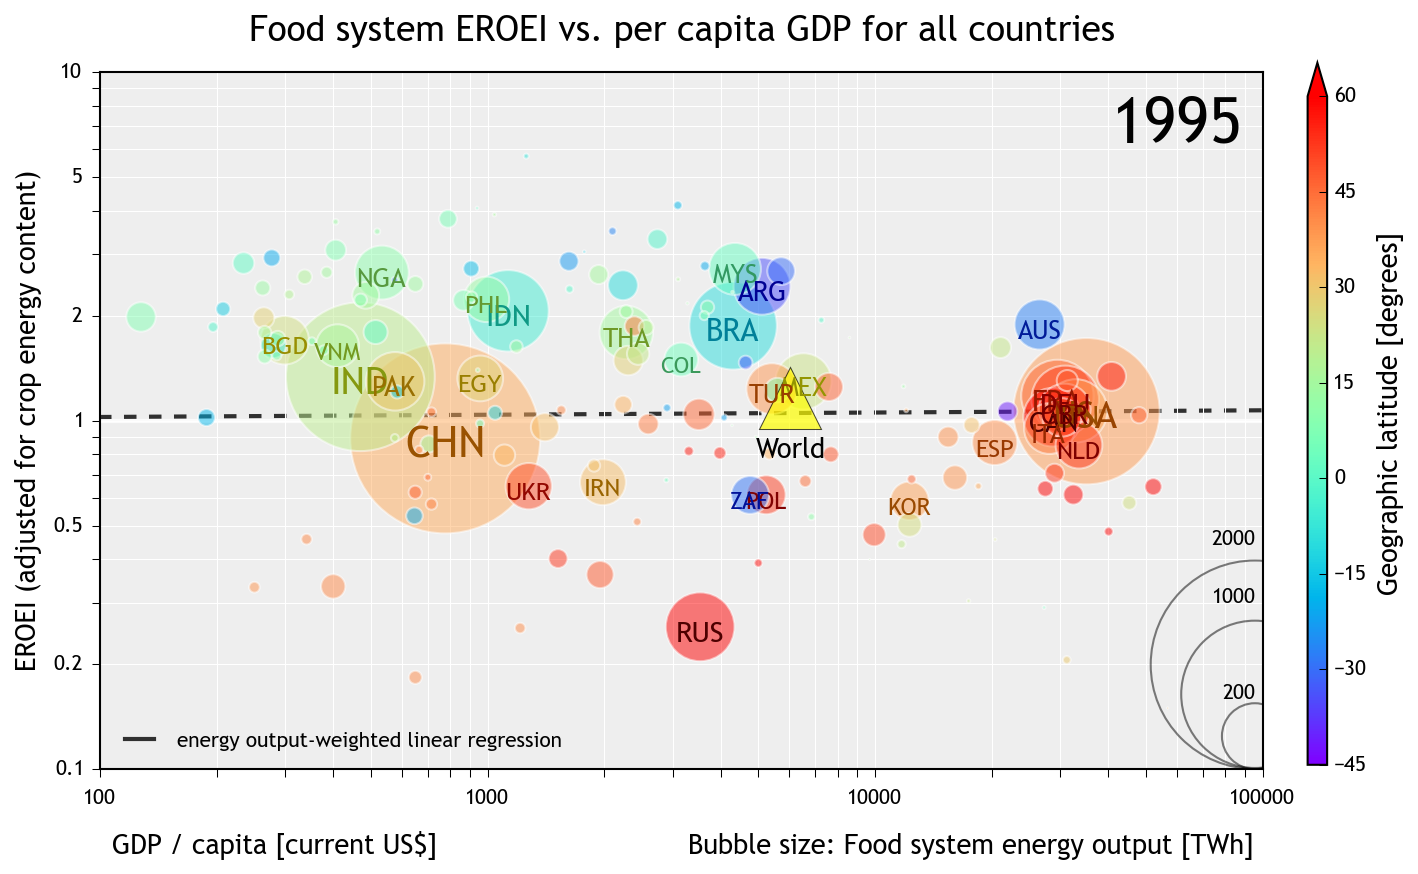 Food system EROEI vs. per capita GDP for all countries
1995
EROEI (adjusted for crop energy content)
10
5
2
1
0.5
0.2
0.1
NGA
PHL
IDN
MYS
ARG
BRA
THA
COL
BGD
VNM
IND
PAK
EGY
CHN
TUR
MEX
World
AUS
ITA
NLD
ESP
KOR
UKR
IRN
ZAF
POL
RUS
2000
1000
200
energy output-weighted linear regression
100
1000
10000
100000
GDP / capita [current US$]
Bubble size: Food system energy output [TWh]
60
45
30
15
0
−15
−30
−45
Geographic latitude [degrees]